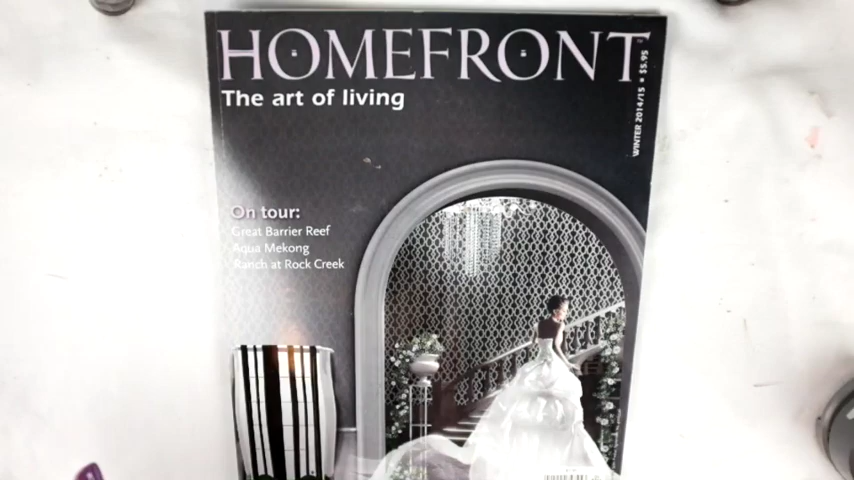 HOMEFRONT
The art of living
WINTER 2014/15 ■ $5.95
On tour:
Great Barrier Reef
Aqua Mekong
Ranch at Rock Creek